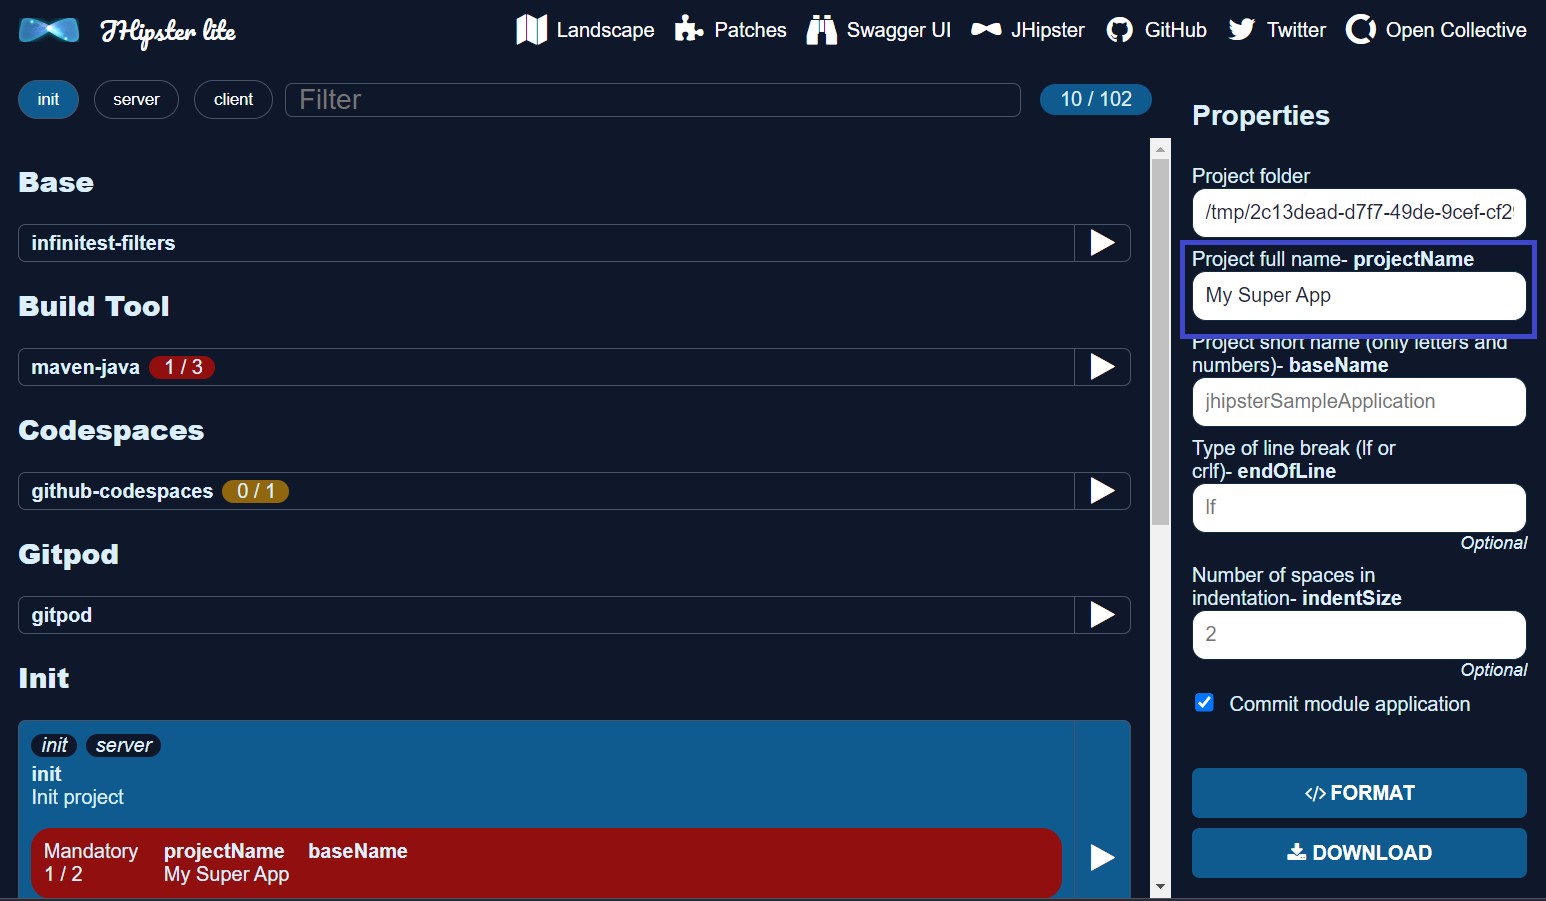 JHipster lite
Landscape
Patches
Swagger UI
JHipster
GitHub
Twitter
Open Collective
init
server
client
Filter
10 / 102
Base
infinitest-filters
Build Tool
maven-java 1 / 3
Codespaces
github-codespaces 0 / 1
Gitpod
gitpod
Init
init server
init
Init project
Mandatory projectName baseName
1 / 2 My Super App
Properties
Project folder
/tmp/2c13dead-d7f7-49de-9cef-cf29
Project full name- projectName
My Super App
Project short name (only letters and
numbers)- baseName
jhipsterSampleApplication
Type of line break (lf or
crlf)- endOfLine
lf
Optional
Number of spaces in
indentation- indentSize
2
Optional
Commit module application
</> FORMAT
DOWNLOAD